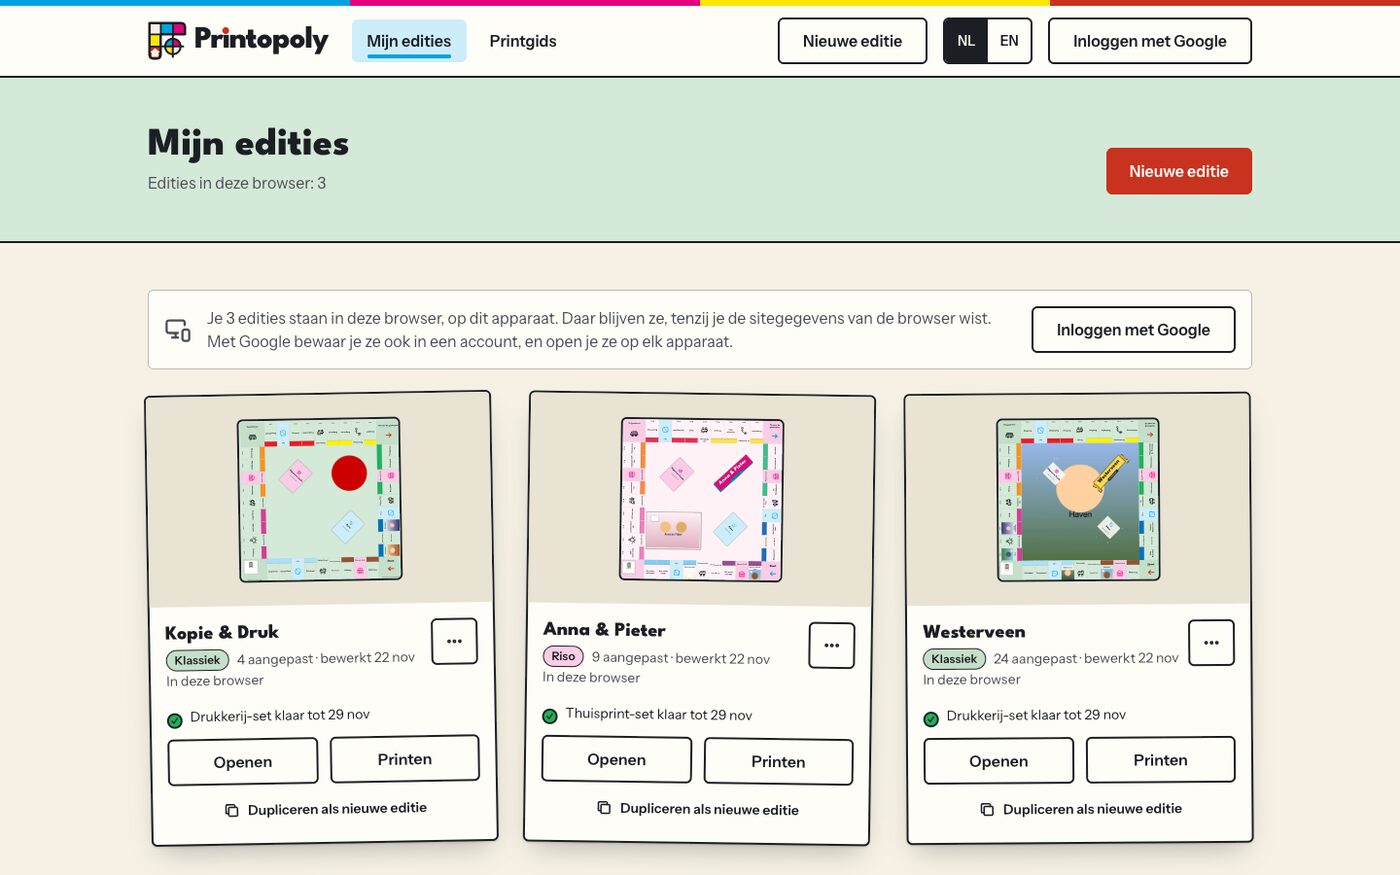 Printopoly
Mijn edities
Printgids
Nieuwe editie
NL
EN
Inloggen met Google
Mijn edities
Edities in deze browser: 3
Nieuwe editie
Je 3 edities staan in deze browser, op dit apparaat. Daar blijven ze, tenzij je de sitegegevens van de browser wist.
Met Google bewaar je ze ook in een account, en open je ze op elk apparaat.
Inloggen met Google
Anna & Pieter
Westerveen
Haven
Kopie & Druk
Klassiek
4 aangepast · bewerkt 22 nov
In deze browser
Drukkerij-set klaar tot 29 nov
Openen
Printen
Dupliceren als nieuwe editie
Anna & Pieter
Riso
9 aangepast · bewerkt 22 nov
In deze browser
Thuisprint-set klaar tot 29 nov
Openen
Printen
Dupliceren als nieuwe editie
Westerveen
Klassiek
24 aangepast · bewerkt 22 nov
In deze browser
Drukkerij-set klaar tot 29 nov
Openen
Printen
Dupliceren als nieuwe editie